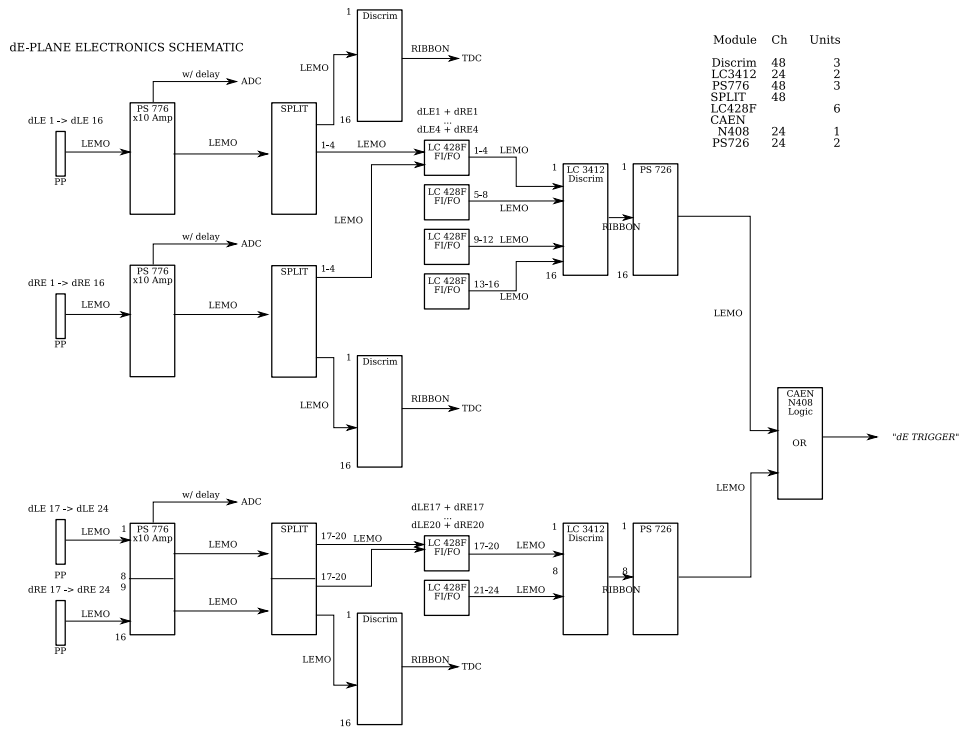 dE-PLANE ELECTRONICS SCHEMATIC
Module Ch Units
Discrim 48 3
LC3412 24 2
PS776 48 3
SPLIT 48
LC428F 6
CAEN
N408 24 1
PS726 24 2
1
Discrim
16
LEMO
RIBBON
TDC
w/ delay
ADC
dLE 1 -> dLE 16
LEMO
PP
PS 776
x10 Amp
LEMO
SPLIT
1-4
LEMO
dLE1 + dRE1
...
dLE4 + dRE4
LC 428F
FI/FO
1-4 LEMO
LC 428F
FI/FO
5-8
LEMO
LC 428F
FI/FO
9-12 LEMO
LC 428F
FI/FO
13-16
LEMO
1
LC 3412
Discrim
16
RIBBON
1
PS 726
16
LEMO
w/ delay
ADC
dRE 1 -> dRE 16
LEMO
PP
PS 776
x10 Amp
LEMO
SPLIT
1-4
LEMO
LEMO
1
Discrim
16
RIBBON
TDC
CAEN
N408
Logic
OR
"dE TRIGGER"
LEMO
w/ delay
ADC
dLE 17 -> dLE 24
LEMO
PP
dRE 17 -> dRE 24
LEMO
PP
1
PS 776
x10 Amp
8
9
16
LEMO
LEMO
SPLIT
17-20
LEMO
17-20
dLE17 + dRE17
...
dLE20 + dRE20
LC 428F
FI/FO
17-20 LEMO
LC 428F
FI/FO
21-24 LEMO
1
LC 3412
Discrim
8
RIBBON
1
PS 726
8
LEMO
1
Discrim
16
RIBBON
TDC